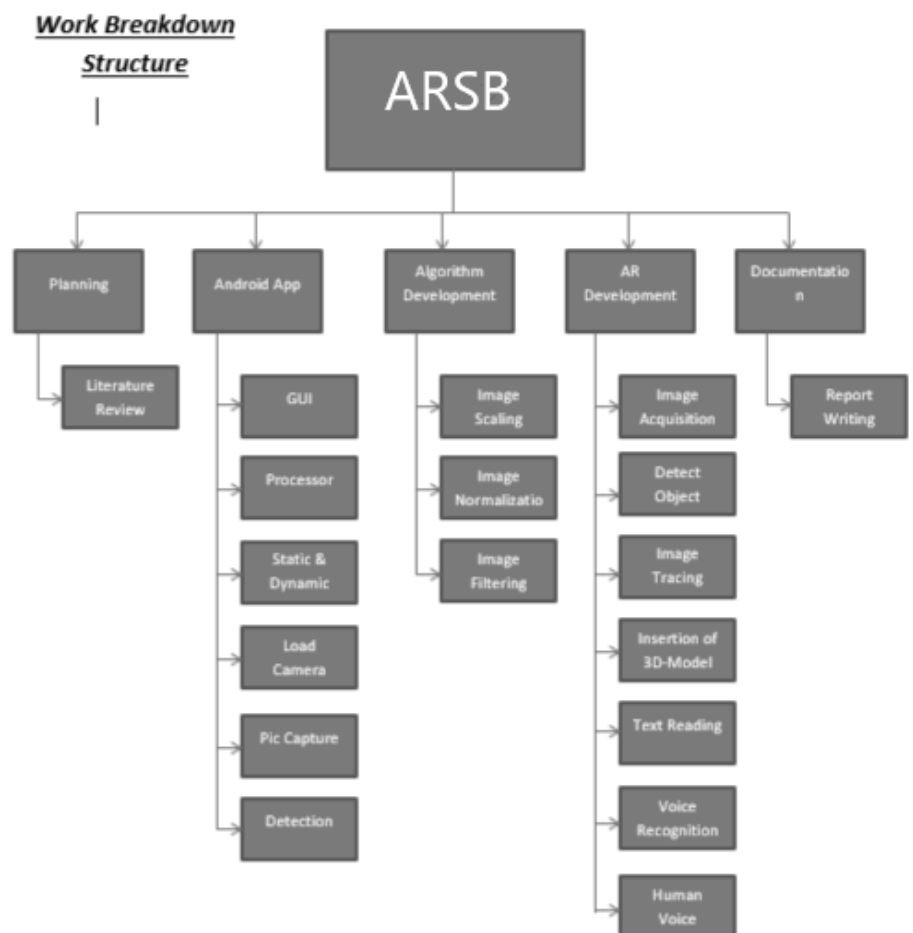 Work Breakdown
Structure
ARSB
Planning
Android App
Algorithm
Development
AR
Development
Documentatio
n
Literature
Review
GUI
Processor
Static &
Dynamic
Load
Camera
Pic Capture
Detection
Image
Scaling
Image
Normalizatio
Image
Filtering
Image
Acquisition
Detect
Object
Image
Tracing
Insertion of
3D-Model
Text Reading
Voice
Recognition
Human
Voice
Report
Writing